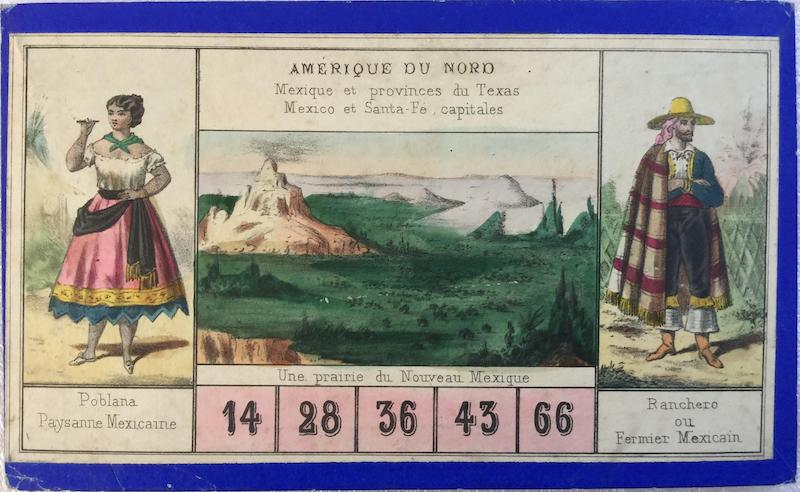 AMÉRIQUE DU NORD
Mexique et provinces du Texas
Mexico et Santa-Fé, capitales
Une prairie du Nouveau Mexique
Poblana
Paysanne Mexicaine
14 28 36 43 66
Ranchero
ou
Fermier Mexicain